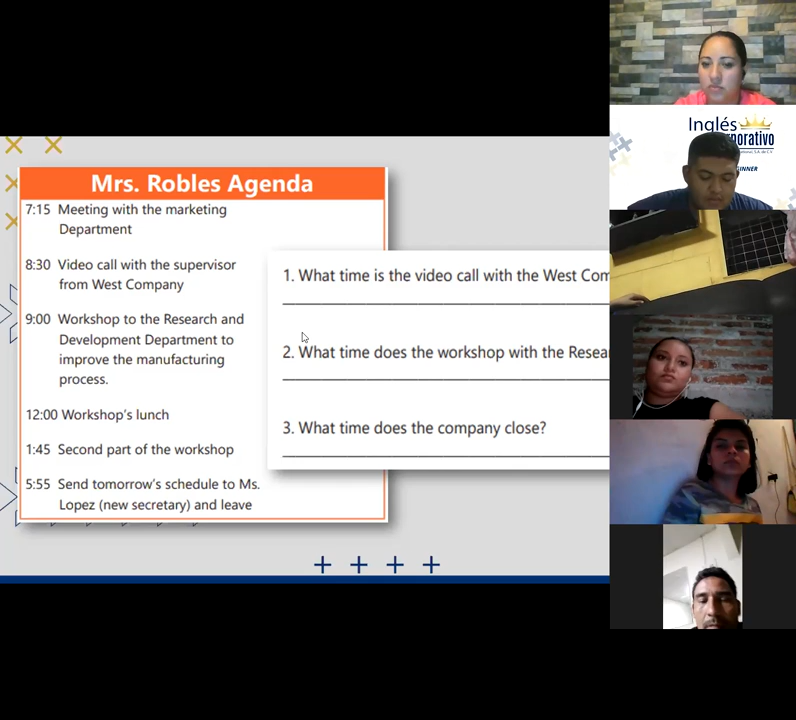 Mrs. Robles Agenda
7:15 Meeting with the marketing
Department
8:30 Video call with the supervisor
from West Company
9:00 Workshop to the Research and
Development Department to
improve the manufacturing
process.
12:00 Workshop's lunch
1:45 Second part of the workshop
5:55 Send tomorrow's schedule to Ms.
Lopez (new secretary) and leave
1. What time is the video call with the West Com
2. What time does the workshop with the Resear
3. What time does the company close?
Inglés